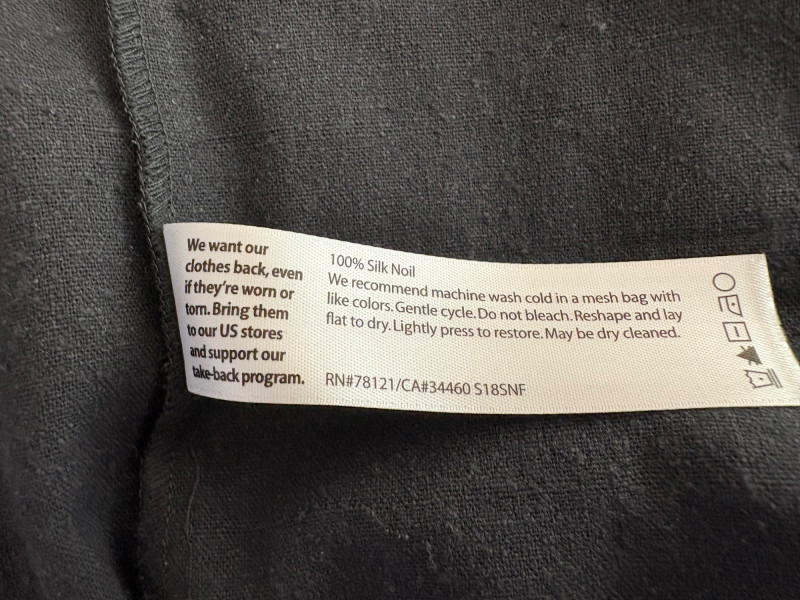 We want our
clothes back, even
if they're worn or
torn. Bring them
to our US stores
and support our
take-back program.
100% Silk Noil
We recommend machine wash cold in a mesh bag with
like colors. Gentle cycle. Do not bleach. Reshape and lay
flat to dry. Lightly press to restore. May be dry cleaned.
RN#78121/CA#34460 S18SNF